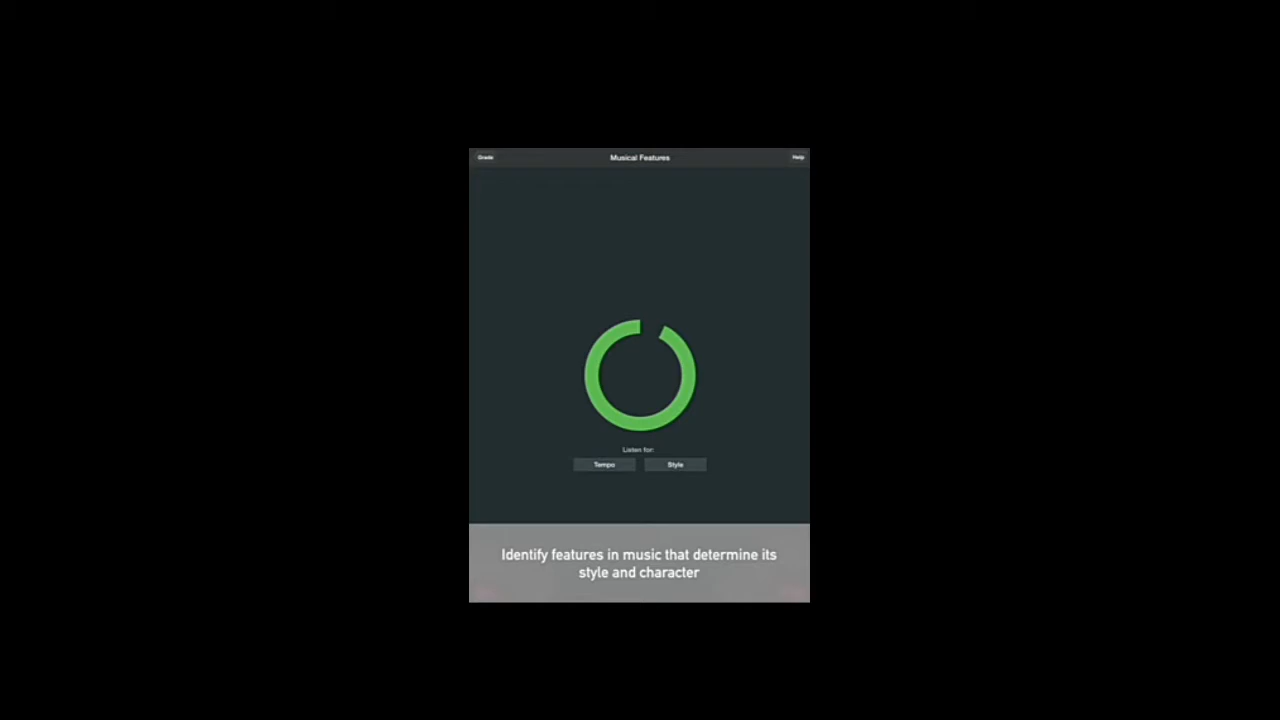 Grade Musical Features Help
Listen for:
Tempo Style
Identify features in music that determine its
style and character